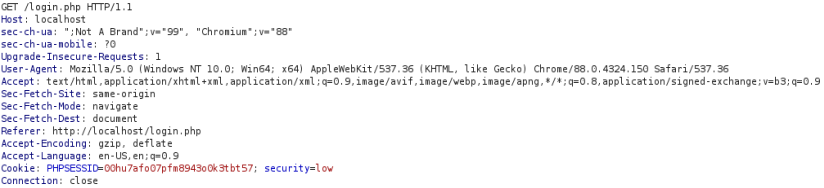 GET /login.php HTTP/1.1
Host: localhost
sec-ch-ua: ";Not A Brand";v="99", "Chromium";v="88"
sec-ch-ua-mobile: ?0
Upgrade-Insecure-Requests: 1
User-Agent: Mozilla/5.0 (Windows NT 10.0; Win64; x64) AppleWebKit/537.36 (KHTML, like Gecko) Chrome/88.0.4324.150 Safari/537.36
Accept: text/html,application/xhtml+xml,application/xml;q=0.9,image/avif,image/webp,image/apng,*/*;q=0.8,application/signed-exchange;v=b3;q=0.9
Sec-Fetch-Site: same-origin
Sec-Fetch-Mode: navigate
Sec-Fetch-Dest: document
Referer: http://localhost/login.php
Accept-Encoding: gzip, deflate
Accept-Language: en-US,en;q=0.9
Cookie: PHPSESSID=00hu7afo07pfm8943o0k3tbt57; security=low
Connection: close